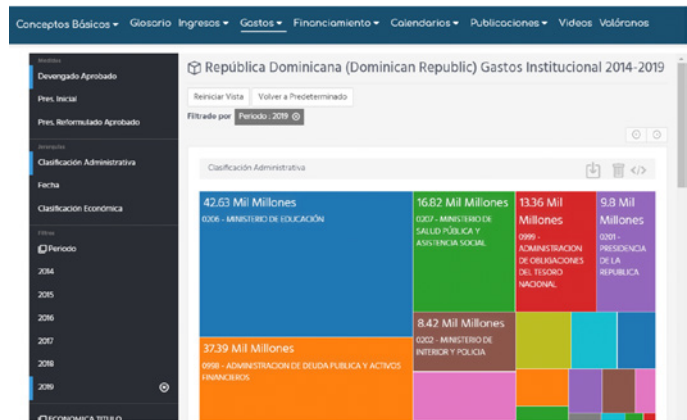 Conceptos Básicos Glosario Ingresos Gastos Financiamiento Calendarios Publicaciones Videos Valóranos
Medidas
Devengado Aprobado
Pres. Inicial
Pres. Reformulado Aprobado
Jerarquías
Clasificación Administrativa
Fecha
Clasificación Económica
Filtros
Periodo
2014
2015
2016
2017
2018
2019
ECONOMICA TITULO
República Dominicana (Dominican Republic) Gastos Institucional 2014-2019
Reiniciar Vista Volver a Predeterminado
Filtrado por Periodo : 2019
Clasificación Administrativa
</>
42.63 Mil Millones
0206 - MINISTERIO DE EDUCACIÓN
37.39 Mil Millones
0998 - ADMINISTRACION DE DEUDA PUBLICA Y ACTIVOS
FINANCIEROS
16.82 Mil Millones
0207 - MINISTERIO DE
SALUD PÚBLICA Y
ASISTENCIA SOCIAL
8.42 Mil Millones
0202 - MINISTERIO DE
INTERIOR Y POLICIA
13.36 Mil
Millones
0999 -
ADMINISTRACION
DE OBLIGACIONES
DEL TESORO
NACIONAL
9.8 Mil
Millones
0201 -
PRESIDENCIA
DE LA
REPUBLICA